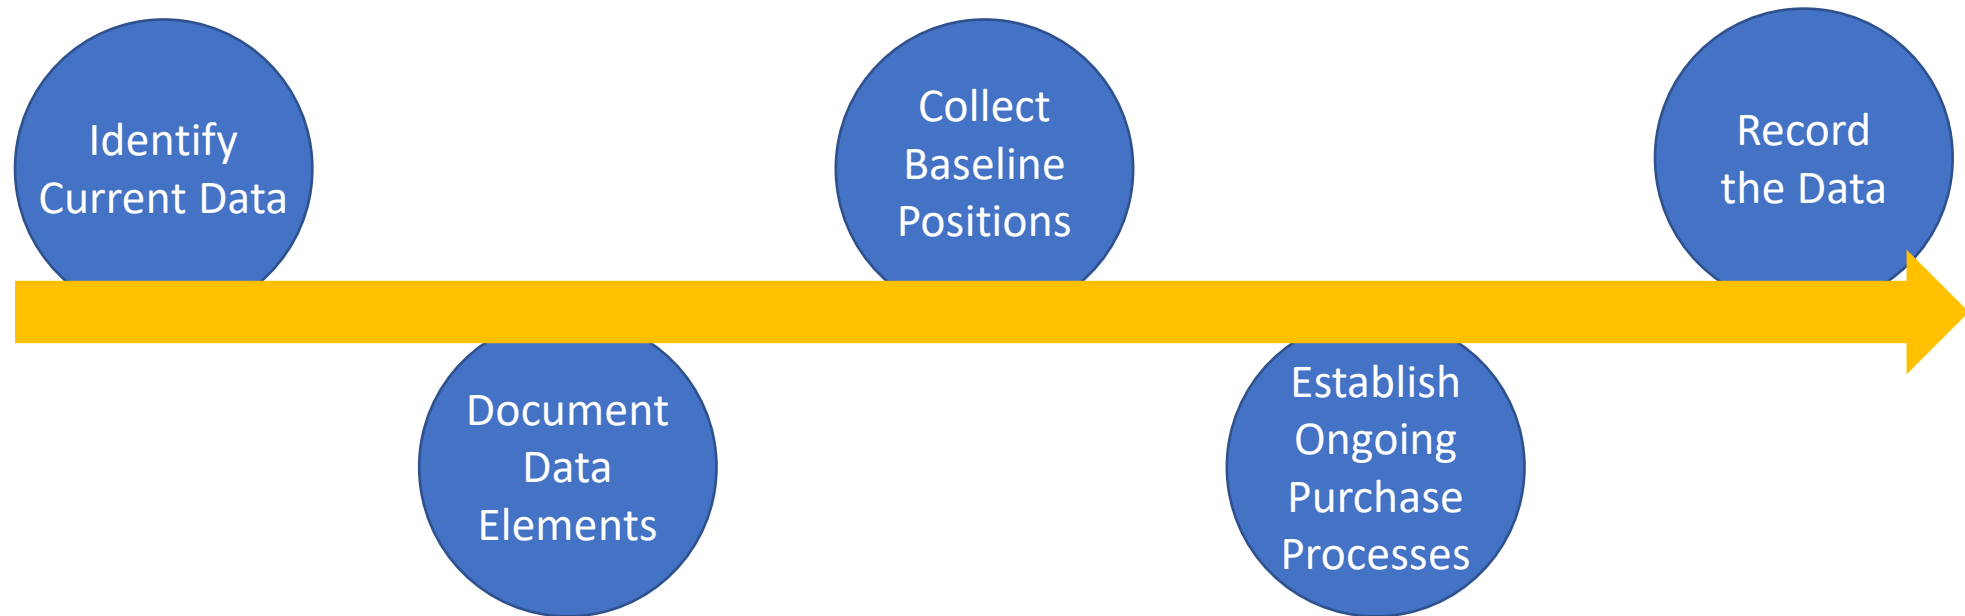 Identify
Current Data
Document
Data
Elements
Collect
Baseline
Positions
Establish
Ongoing
Purchase
Processes
Record
the Data